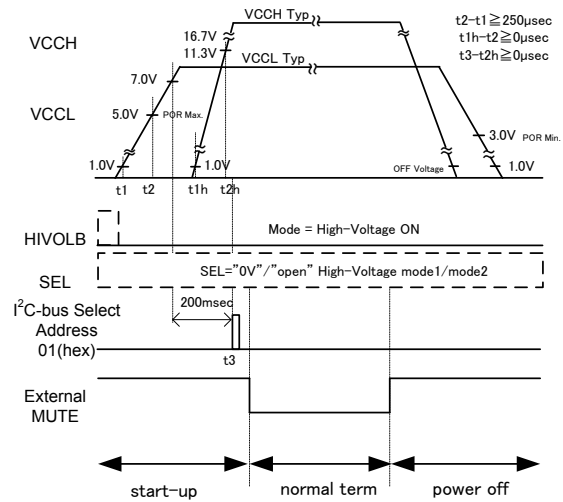 VCCH Typ
t2-t1≧250μsec
t1h-t2≧0μsec
t3-t2h≧0μsec
VCCH
16.7V
11.3V
VCCL Typ
7.0V
VCCL
5.0V POR Max.
3.0V POR Min.
1.0V
1.0V
OFF Voltage
1.0V
t1 t2 t1h t2h
HIVOLB
Mode = High-Voltage ON
SEL
SEL="0V"/"open" High-Voltage mode1/mode2
I²C-bus Select
Address
01(hex)
200msec
t3
External
MUTE
start-up normal term power off